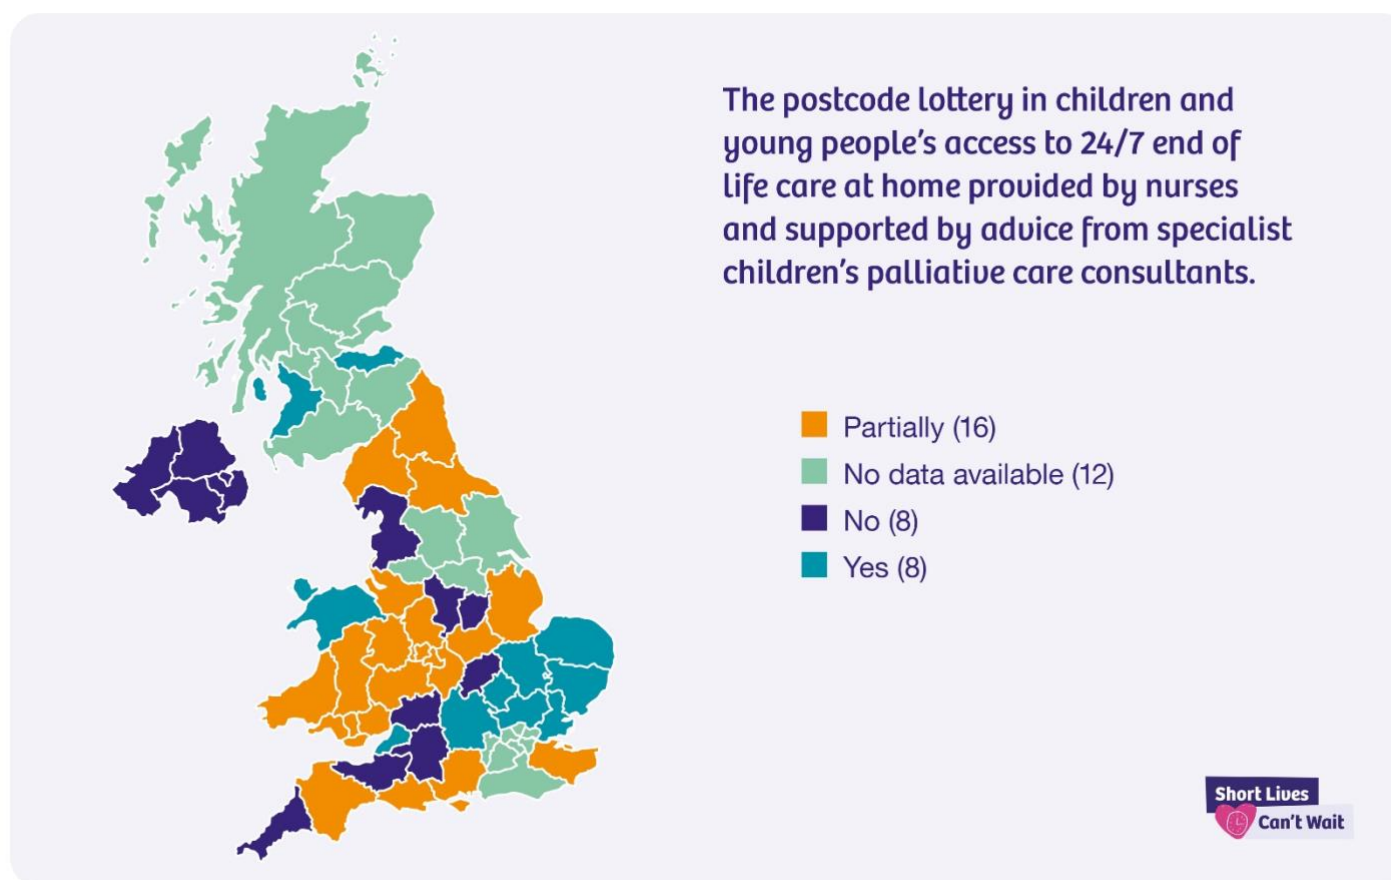 The postcode lottery in children and
young people’s access to 24/7 end of
life care at home provided by nurses
and supported by advice from specialist
children’s palliative care consultants.
Partially (16)
No data available (12)
No (8)
Yes (8)
Short Lives
Can’t Wait